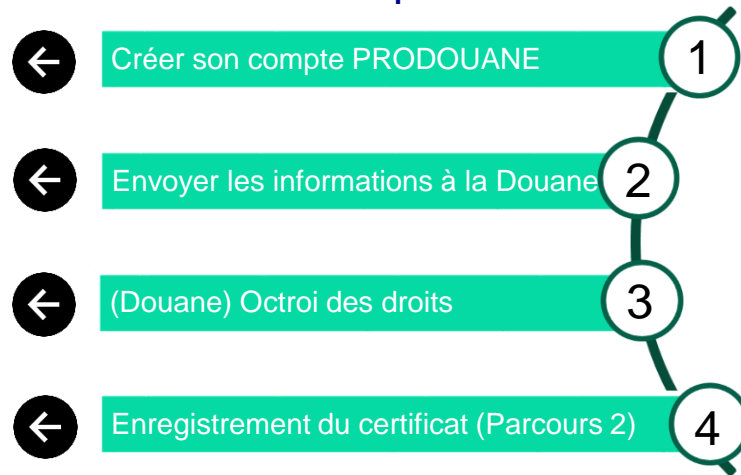 Créer son compte PRODOUANE 1
Envoyer les informations à la Douane 2
(Douane) Octroi des droits 3
Enregistrement du certificat (Parcours 2) 4